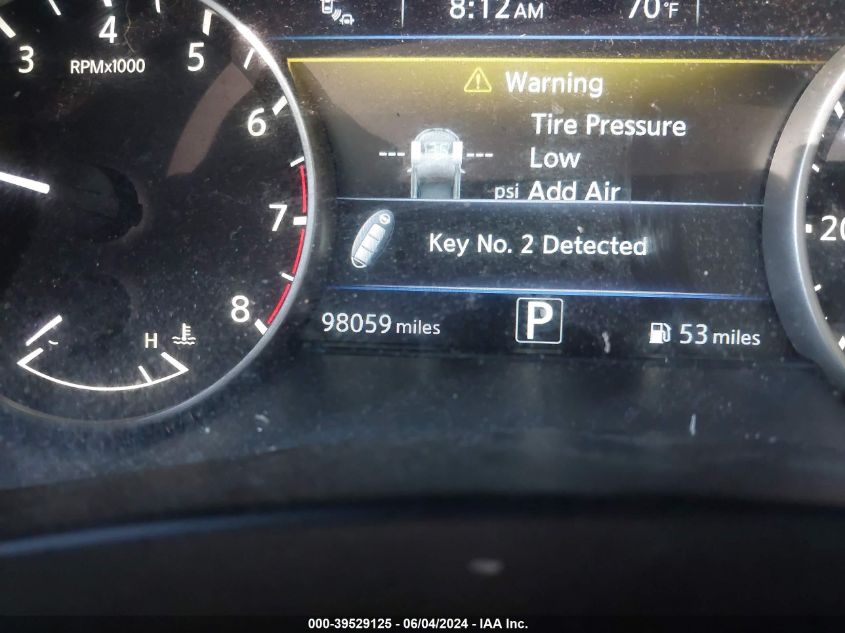 8:12 AM 70°F
3 4 5 6 7 8
RPMx1000
Warning
Tire Pressure
Low
psi Add Air
Key No. 2 Detected
98059 miles P 53 miles
H
20
000-39529125 - 06/04/2024 - IAA Inc.